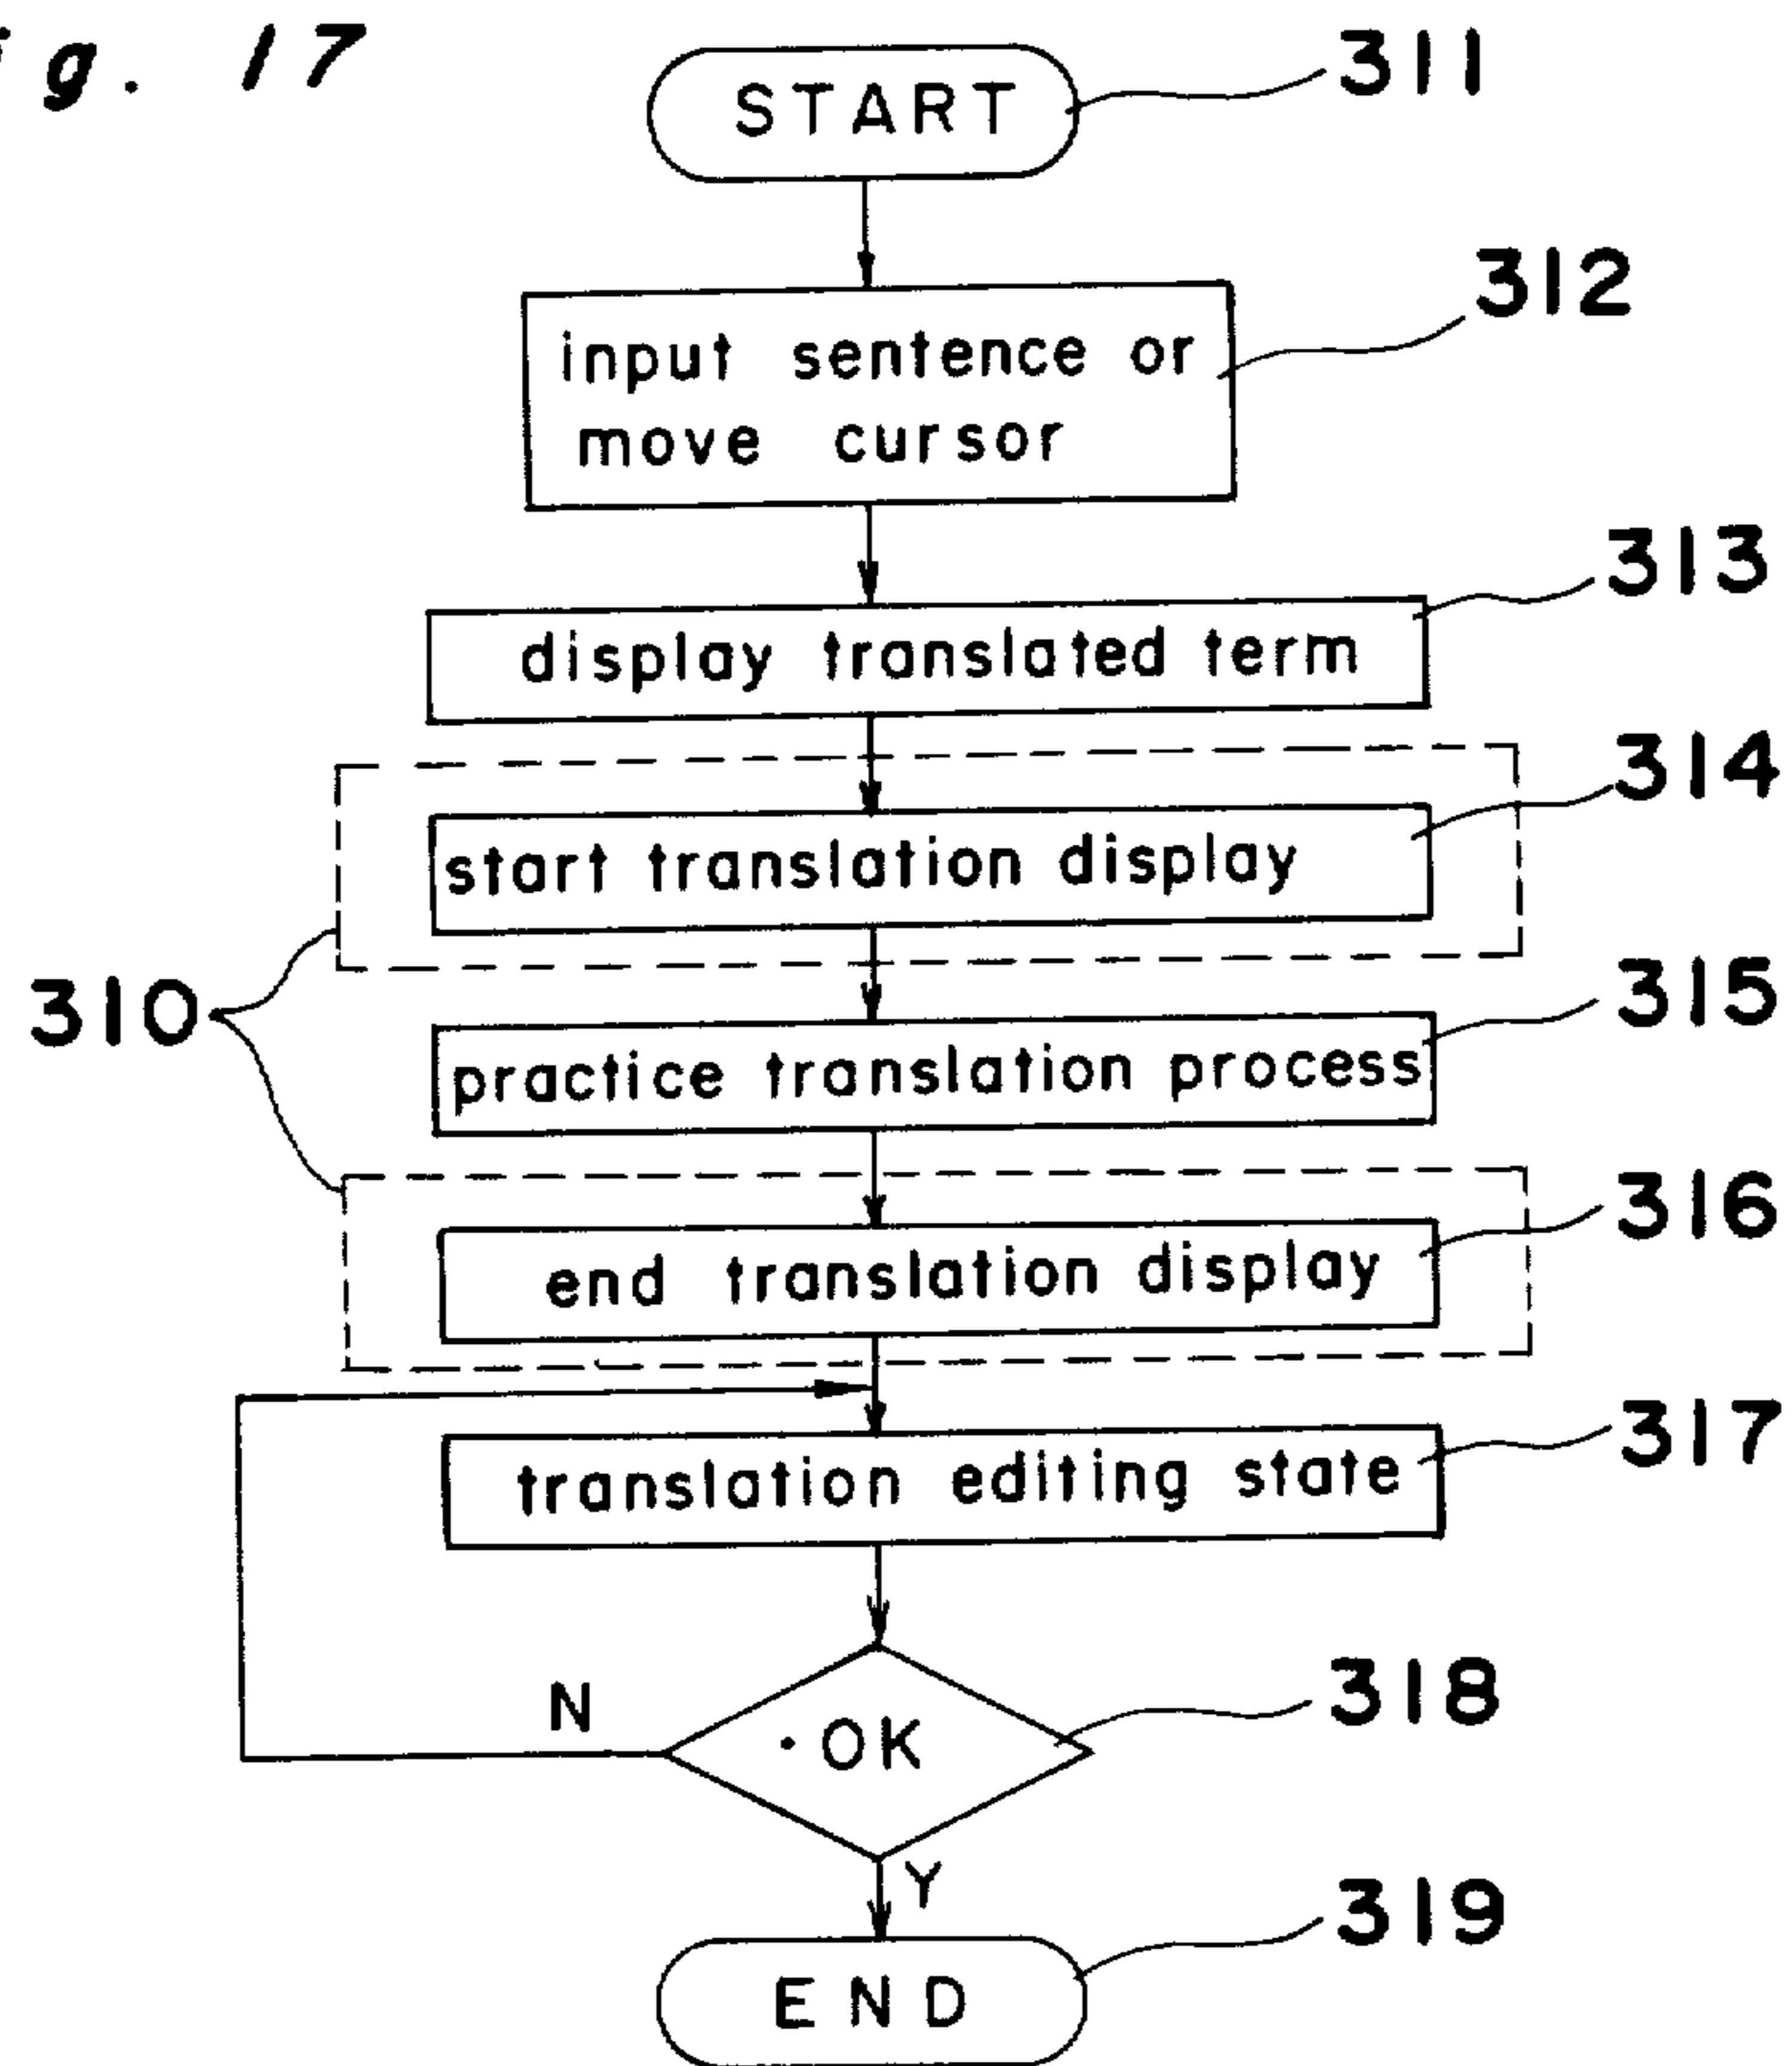 g. 17
START
311
312
input sentence or
move cursor
313
display translated term
314
start translation display
310
315
practice translation process
316
end translation display
317
translation editing state
318
N
OK
Y
319
END